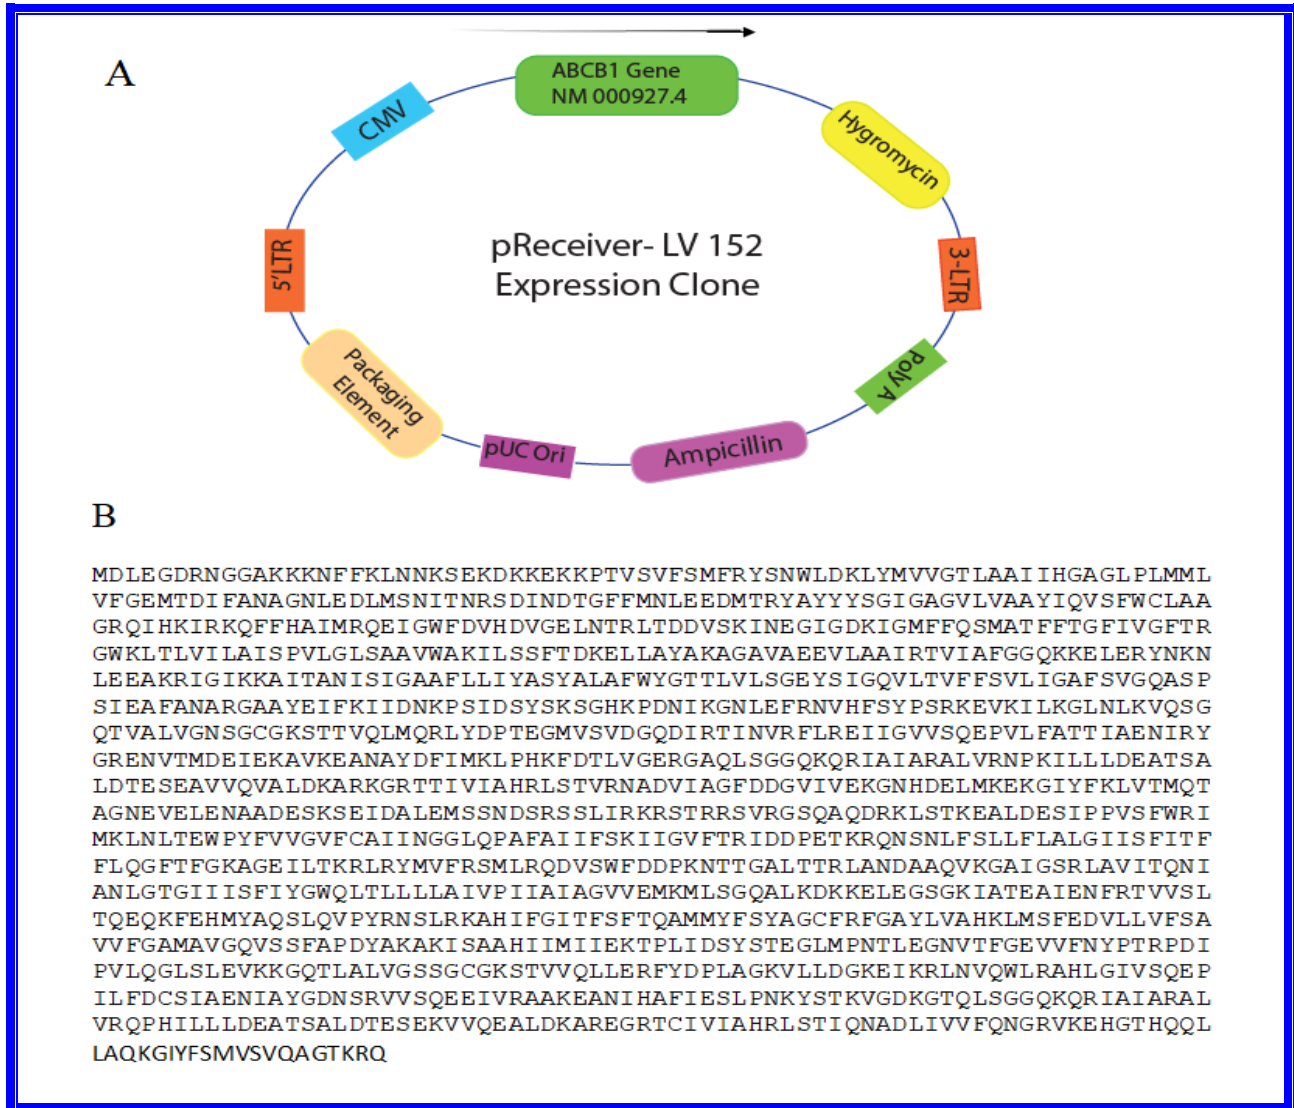 A
ABCB1 Gene
NM 000927.4
CMV
Hygromycin
5'LTR
pReceiver- LV 152
Expression Clone
3-LTR
Packaging
Element
Poly A
pUC Ori
Ampicillin
B
MDLEGDRNGGAKKKNFFKLNNKSEKDKKEKKPTVSVFSMFRYSNWLDKLYMVVGTLAAIIHGAGLPLMML
VFGEMTDIFANAGNLEDLMSNITNRSDINDTGFFMNLEEDMTRYAYYYSGIGAGVLVAAYIQVSFWCLAA
GRQIHKIRKQFFHAIMRQEIGWFDVHDVGELNTRLTDDVSKINEGIGDKIGMFFQSMATFFTGFIVGFTR
GWKLTLVILAISPVLGLSAAVWAKILSSFTDKELLAYAKAGAVAEEVLAAIRTVIAFGGQKKELERYNKN
LEEAKRIGIKKAITANISIGAAFLLIYASYALAFWYGTTLVLSGEYSIGQVLTVFFSVLIGAFSVGQASP
SIEAFANARGAAYEIFKIIDNKPSIDSYSKSGHKPDNIKGNLEFRNVHFSYPSRKEVKILKGLNLKVQSG
QTVALVGNSGCGKSTTVQLMQRLYDPTEGMVSVDGQDIRTINVRFLREIIGVVSQEPVLFATTIAENIRY
GRENVTMDEIEKAVKEANAYDFIMKLPHKFDTLVGERGAQLSGGQKQRIAIARALVRNPKILLLDEATSA
LDTESEAVVQVALDKARKGRTTIVIAHRLSTVRNADVIAGFDDGVIVEKGNHDELMKEKGIYFKLVTMQT
AGNEVELENAADESKSEIDALEMSSNDSRSSLIRKRSTRRSVRGSQAQDRKLSTKEALDESIPPVSFWRI
MKLNLTEWPYFVVGVFCAIINGGLQPAFAIIFSKIIGVFTRIDDPETKRQNSNLFSLLFLALGIISFITF
FLQGFTFGKAGEILTKRLRYMVFRSMLRQDVSWFDDPKNTTGALTTRLANDAAQVKGAIGSRLAVITQNI
ANLGTGIIISFIYGWQLTLLLLAIVPIIAIAGVVEMKMLSGQALKDKKELEGSGKIATEAIENFRTVVSL
TQEQKFEHMYAQSLQVPYRNSLRKAHIFGITFSFTQAMMYFSYAGCFRFGAYLVAHKLMSFEDVLLVFSA
VVFGAMAVGQVSSFAPDYAKAKISAAHIIMIIEKTPLIDSYSTEGLMPNTLEGNVTFGEVVFNYPTRPDI
PVLQGLSLEVKKGQTLALVGSSGCGKSTVVQLLERFYDPLAGKVLLDGKEIKRLNVQWLRAHLGIVSQEP
ILFDCSIAENIAYGDNSRVVSQEEIVRAAKEANIHAFIESLPNKYSTKVGDKGTQLSGGQKQRIAIARAL
VRQPHILLLDEATSALDTESEKVVQEALDKAREGRTCIVIAHRLSTIQNADLIVVFQNGRVKEHGTHQQL
LAQKGIYFSMVSVQAGTKRQ